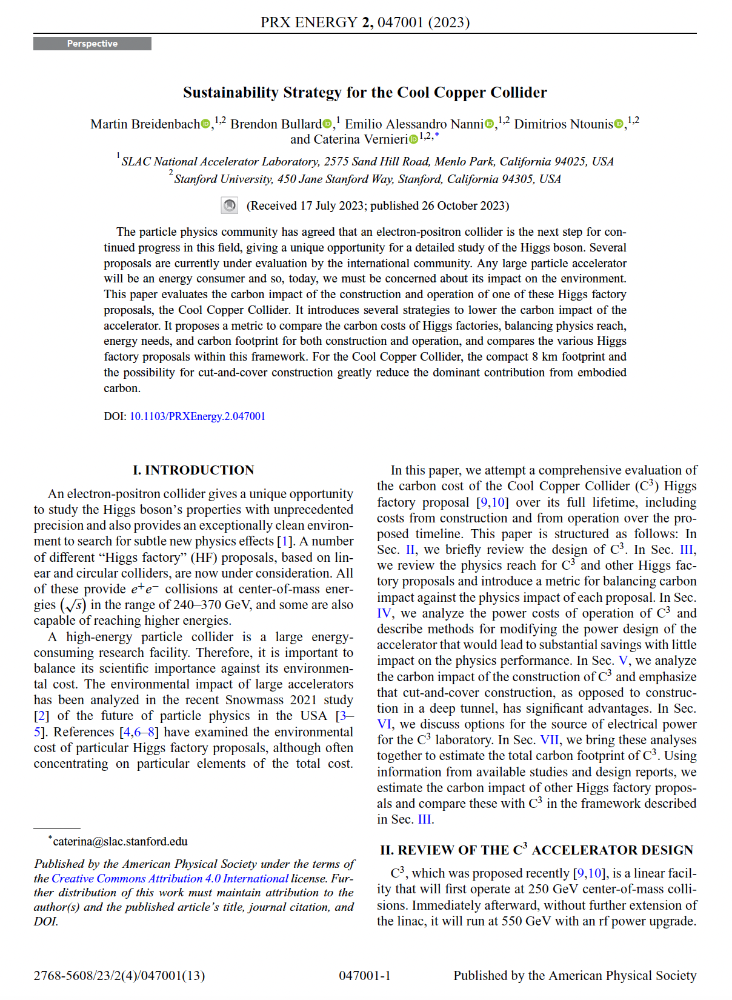 PRX ENERGY 2, 047001 (2023)
Perspective
Sustainability Strategy for the Cool Copper Collider
Martin Breidenbach,1,2 Brendon Bullard,1 Emilio Alessandro Nanni,1,2 Dimitrios Ntounis,1,2
and Caterina Vernieri1,2,*
1 SLAC National Accelerator Laboratory, 2575 Sand Hill Road, Menlo Park, California 94025, USA
2 Stanford University, 450 Jane Stanford Way, Stanford, California 94305, USA
(Received 17 July 2023; published 26 October 2023)
The particle physics community has agreed that an electron-positron collider is the next step for con-
tinued progress in this field, giving a unique opportunity for a detailed study of the Higgs boson. Several
proposals are currently under evaluation by the international community. Any large particle accelerator
will be an energy consumer and so, today, we must be concerned about its impact on the environment.
This paper evaluates the carbon impact of the construction and operation of one of these Higgs factory
proposals, the Cool Copper Collider. It introduces several strategies to lower the carbon impact of the
accelerator. It proposes a metric to compare the carbon costs of Higgs factories, balancing physics reach,
energy needs, and carbon footprint for both construction and operation, and compares the various Higgs
factory proposals within this framework. For the Cool Copper Collider, the compact 8 km footprint and
the possibility for cut-and-cover construction greatly reduce the dominant contribution from embodied
carbon.
DOI: 10.1103/PRXEnergy.2.047001
I. INTRODUCTION
An electron-positron collider gives a unique opportunity
to study the Higgs boson's properties with unprecedented
precision and also provides an exceptionally clean environ-
ment to search for subtle new physics effects [1]. A number
of different “Higgs factory” (HF) proposals, based on lin-
ear and circular colliders, are now under consideration. All
of these provide e+e− collisions at center-of-mass ener-
gies (√s) in the range of 240–370 GeV, and some are also
capable of reaching higher energies.
A high-energy particle collider is a large energy-
consuming research facility. Therefore, it is important to
balance its scientific importance against its environmen-
tal cost. The environmental impact of large accelerators
has been analyzed in the recent Snowmass 2021 study
[2] of the future of particle physics in the USA [3–
5]. References [4,6–8] have examined the environmental
cost of particular Higgs factory proposals, although often
concentrating on particular elements of the total cost.
*caterina@slac.stanford.edu
Published by the American Physical Society under the terms of
the Creative Commons Attribution 4.0 International license. Fur-
ther distribution of this work must maintain attribution to the
author(s) and the published article's title, journal citation, and
DOI.
In this paper, we attempt a comprehensive evaluation of
the carbon cost of the Cool Copper Collider (C3) Higgs
factory proposal [9,10] over its full lifetime, including
costs from construction and from operation over the pro-
posed timeline. This paper is structured as follows: In
Sec. II, we briefly review the design of C3. In Sec. III,
we review the physics reach for C3 and other Higgs fac-
tory proposals and introduce a metric for balancing carbon
impact against the physics impact of each proposal. In Sec.
IV, we analyze the power costs of operation of C3 and
describe methods for modifying the power design of the
accelerator that would lead to substantial savings with little
impact on the physics performance. In Sec. V, we analyze
the carbon impact of the construction of C3 and emphasize
that cut-and-cover construction, as opposed to construc-
tion in a deep tunnel, has significant advantages. In Sec.
VI, we discuss options for the source of electrical power
for the C3 laboratory. In Sec. VII, we bring these analyses
together to estimate the total carbon footprint of C3. Using
information from available studies and design reports, we
estimate the carbon impact of other Higgs factory propos-
als and compare these with C3 in the framework described
in Sec. III.
II. REVIEW OF THE C3 ACCELERATOR DESIGN
C3, which was proposed recently [9,10], is a linear facil-
ity that will first operate at 250 GeV center-of-mass colli-
sions. Immediately afterward, without further extension of
the linac, it will run at 550 GeV with an rf power upgrade.
2768-5608/23/2(4)/047001(13)
047001-1
Published by the American Physical Society